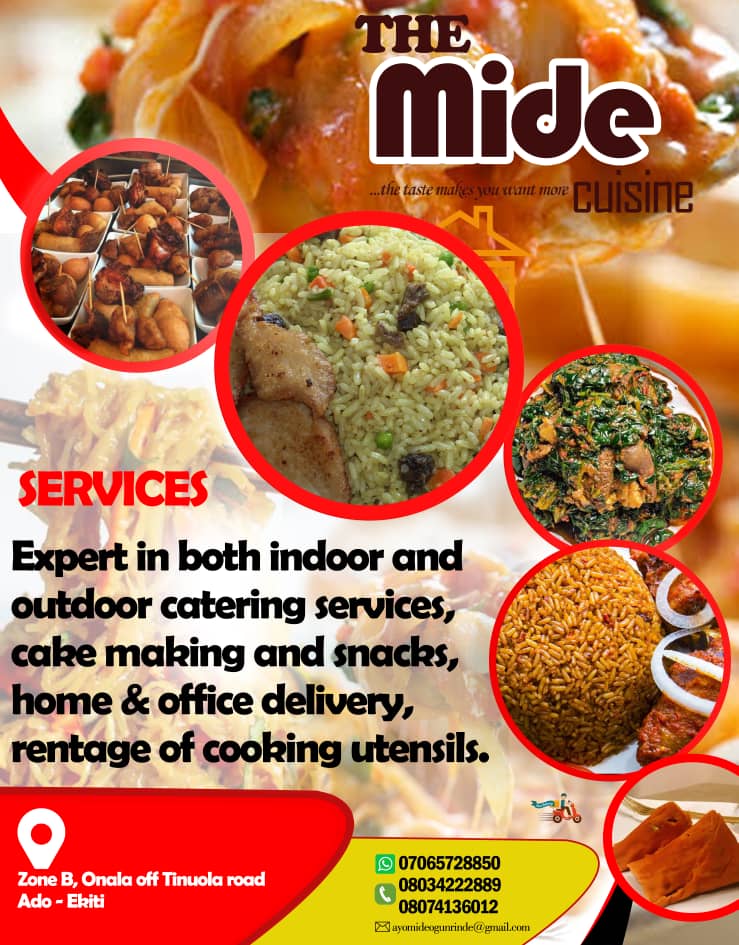 THE
Mide
...the taste makes you want more cuisine
SERVICES
Expert in both indoor and
outdoor catering services,
cake making and snacks,
home & office delivery,
rentage of cooking utensils.
Zone B, Onala off Tinuola road
Ado - Ekiti
07065728850
08034222889
08074136012
ayomideogunrinde@gmail.com